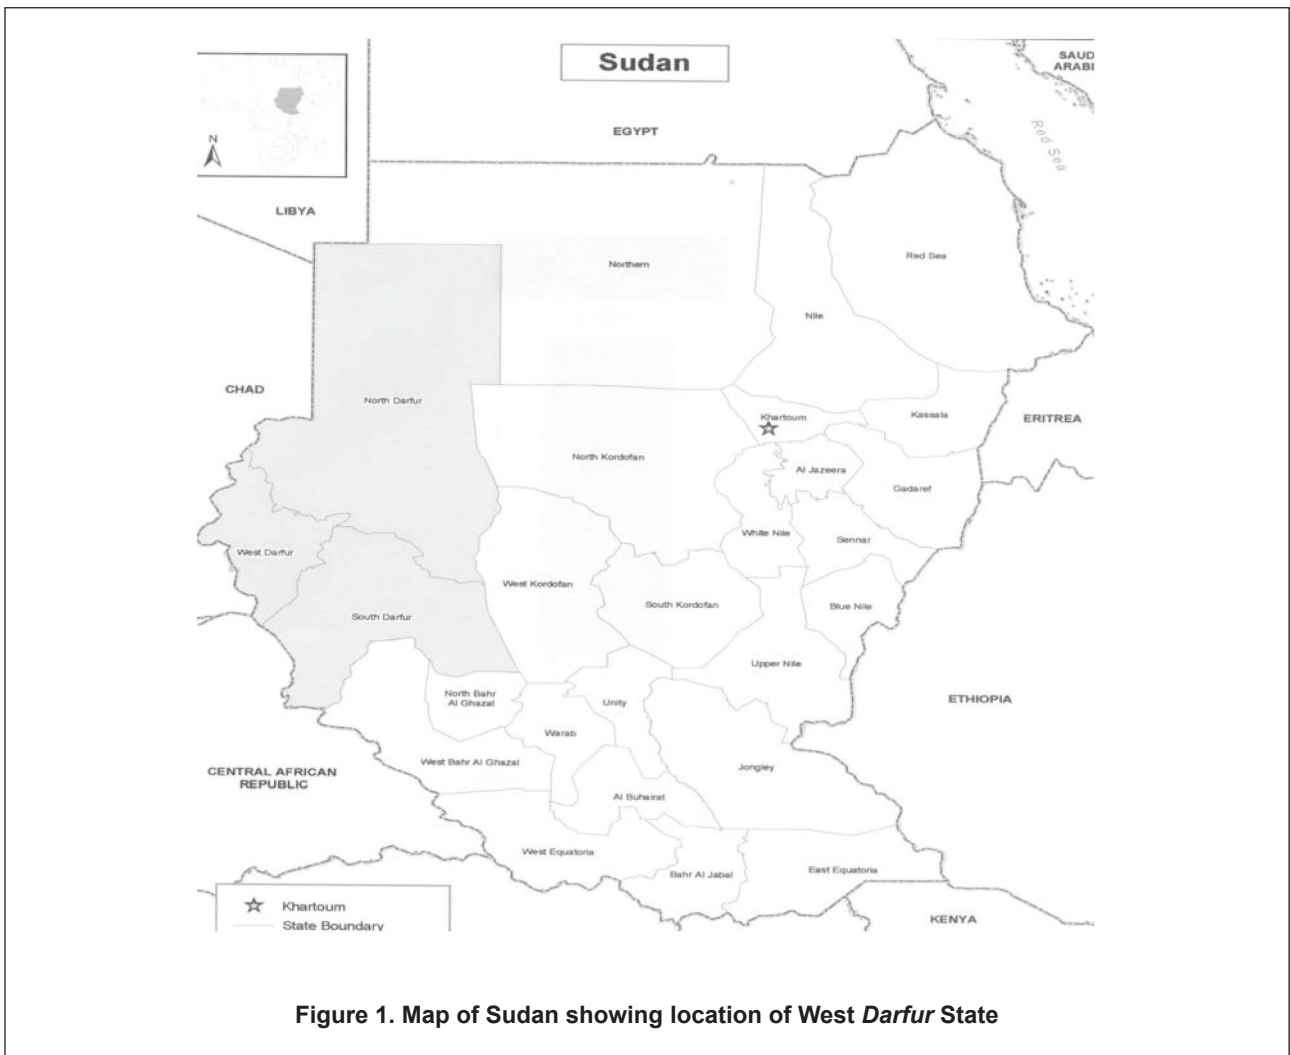 Sudan
SAUD
ARABI
EGYPT
Red Sea
N
LIBYA
Northern
Red Sea
Nile
CHAD
North Darfur
Khartoum
Kassala
ERITREA
North Kordofan
Al Jazeera
Gadaref
West Darfur
White Nile
Sennar
West Kordofan
South Kordofan
Blue Nile
South Darfur
Upper Nile
North Bahr
Al Ghazal
Unity
ETHIOPIA
Warab
West Bahr Al Ghazal
Jongley
CENTRAL AFRICAN
REPUBLIC
Al Buhairat
West Equatoria
Bahr Al Jabal
East Equatoria
Khartoum
State Boundary
KENYA
Figure 1. Map of Sudan showing location of West Darfur State